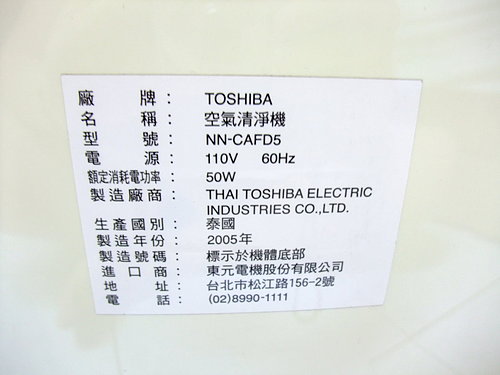 廠牌： TOSHIBA
名稱： 空氣清淨機
型號： NN-CAFD5
電源： 110V 60Hz
額定消耗電功率： 50W
製造廠商： THAI TOSHIBA ELECTRIC
INDUSTRIES CO.,LTD.
生產國別： 泰國
製造年份： 2005年
製造號碼： 標示於機體底部
進口商： 東元電機股份有限公司
地址： 台北市松江路156-2號
電話： (02)8990-1111